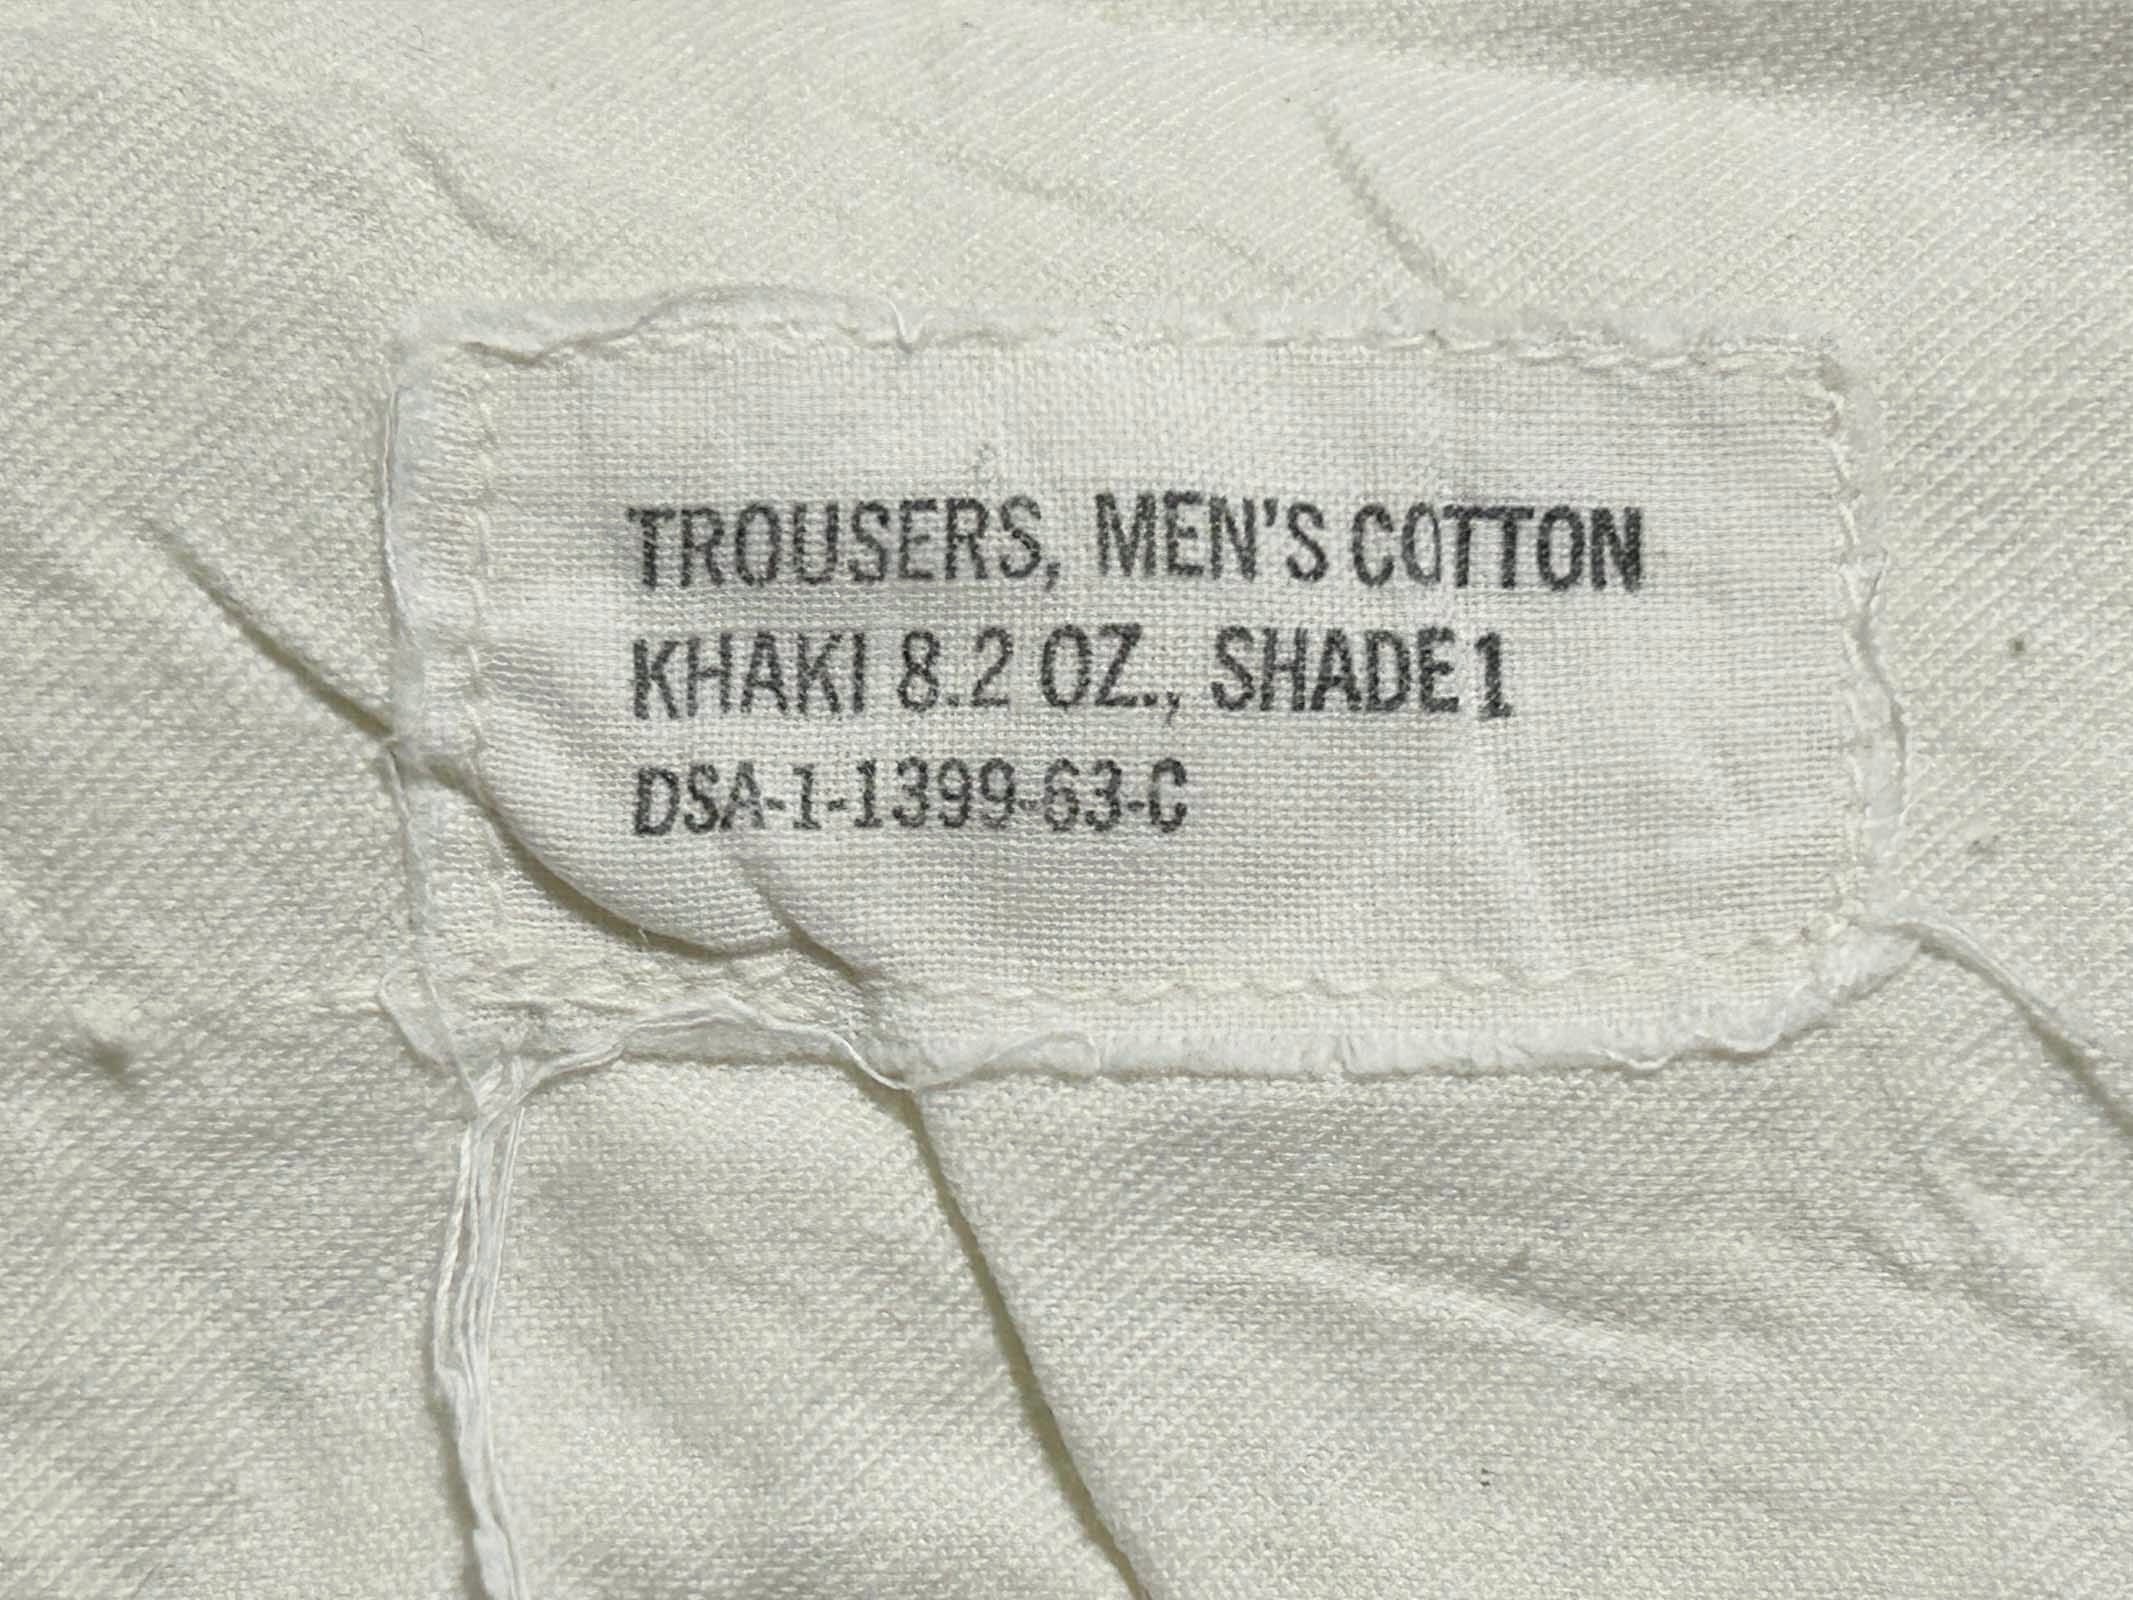 TROUSERS, MEN'S COTTON
KHAKI 8.2 OZ., SHADE 1
DSA-1-1399-63-C